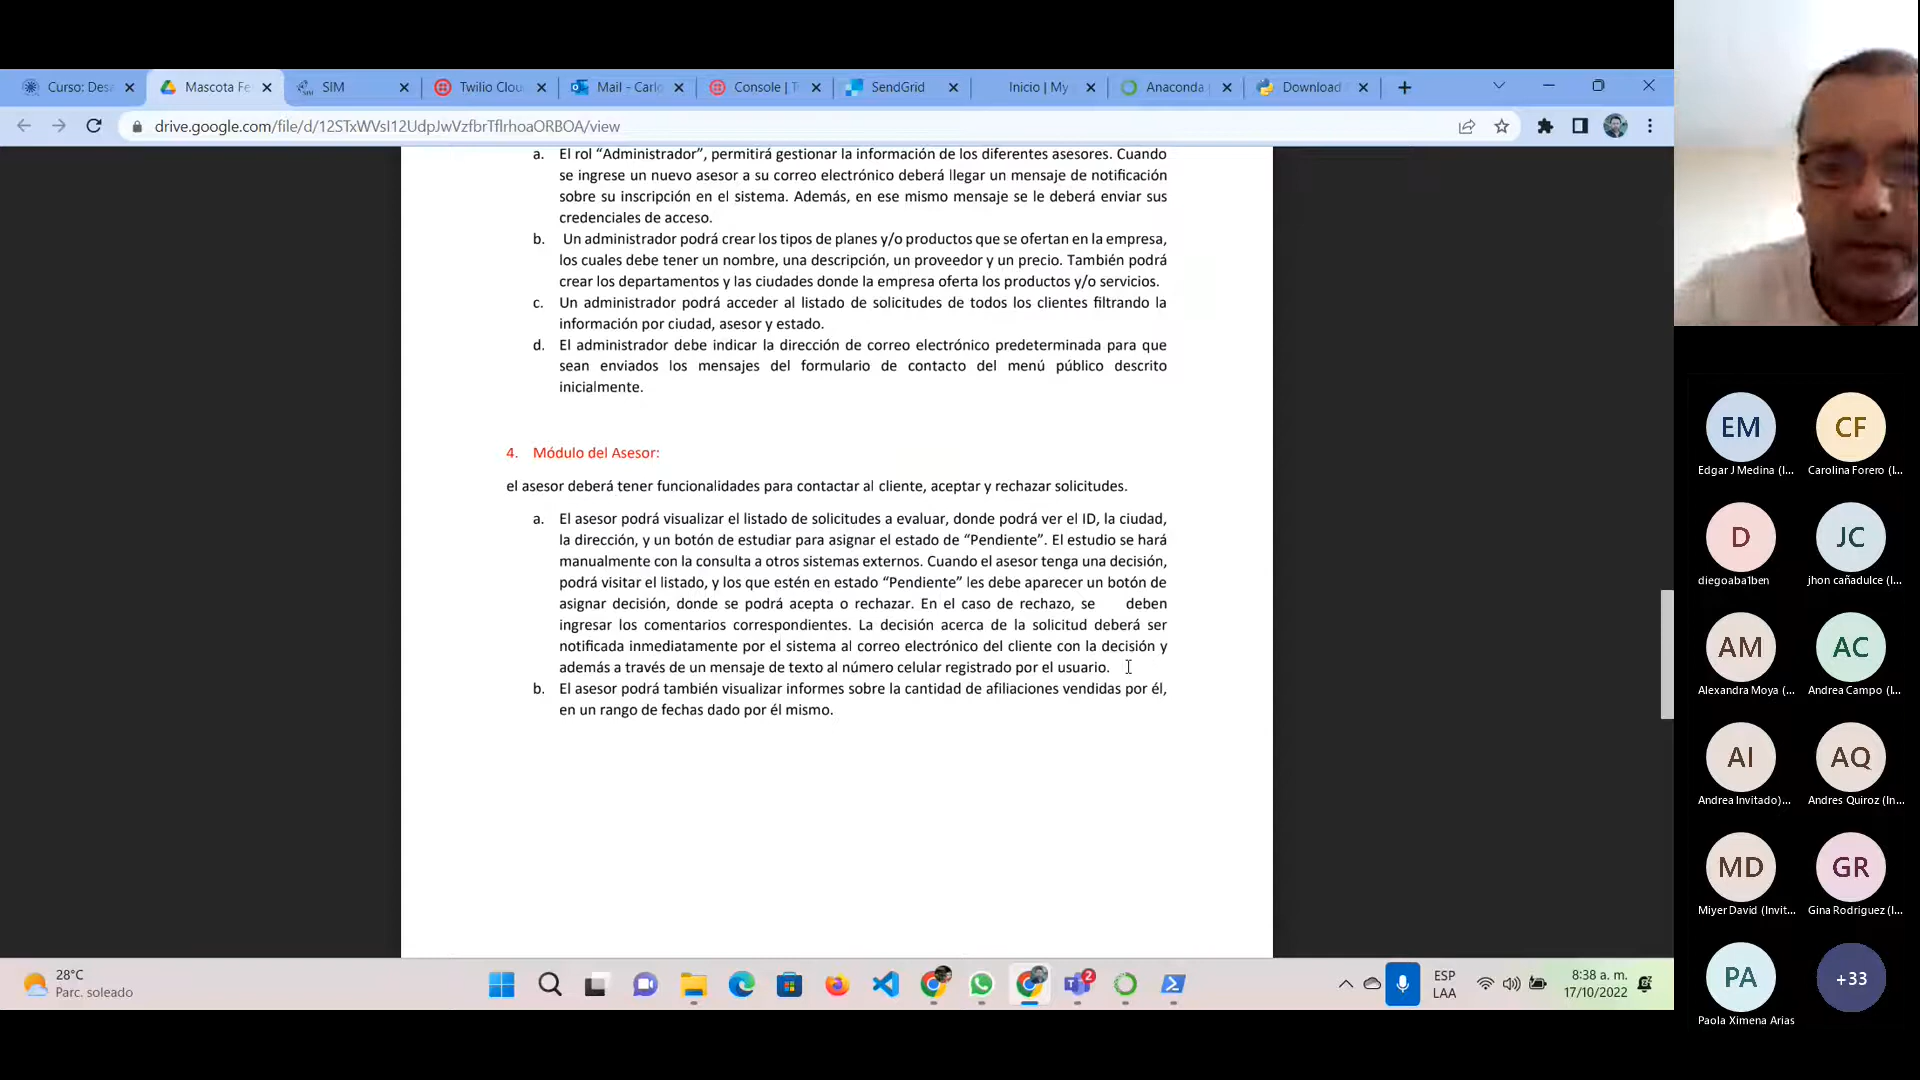 Curso: Desa
Mascota Fe
SIM
Twilio Clou
Mail - Carlo
Console | T
SendGrid
Inicio | My
Anaconda
Download
drive.google.com/file/d/12STxWVsI12UdpJwVzfbrTflrhoaORBOA/view
a. El rol “Administrador”, permitirá gestionar la información de los diferentes asesores. Cuando
se ingrese un nuevo asesor a su correo electrónico deberá llegar un mensaje de notificación
sobre su inscripción en el sistema. Además, en ese mismo mensaje se le deberá enviar sus
credenciales de acceso.
b. Un administrador podrá crear los tipos de planes y/o productos que se ofertan en la empresa,
los cuales debe tener un nombre, una descripción, un proveedor y un precio. También podrá
crear los departamentos y las ciudades donde la empresa oferta los productos y/o servicios.
c. Un administrador podrá acceder al listado de solicitudes de todos los clientes filtrando la
información por ciudad, asesor y estado.
d. El administrador debe indicar la dirección de correo electrónico predeterminada para que
sean enviados los mensajes del formulario de contacto del menú público descrito
inicialmente.
4. Módulo del Asesor:
el asesor deberá tener funcionalidades para contactar al cliente, aceptar y rechazar solicitudes.
a. El asesor podrá visualizar el listado de solicitudes a evaluar, donde podrá ver el ID, la ciudad,
la dirección, y un botón de estudiar para asignar el estado de “Pendiente”. El estudio se hará
manualmente con la consulta a otros sistemas externos. Cuando el asesor tenga una decisión,
podrá visitar el listado, y los que estén en estado “Pendiente” les debe aparecer un botón de
asignar decisión, donde se podrá acepta o rechazar. En el caso de rechazo, se deben
ingresar los comentarios correspondientes. La decisión acerca de la solicitud deberá ser
notificada inmediatamente por el sistema al correo electrónico del cliente con la decisión y
además a través de un mensaje de texto al número celular registrado por el usuario.
b. El asesor podrá también visualizar informes sobre la cantidad de afiliaciones vendidas por él,
en un rango de fechas dado por él mismo.
28°C
Parc. soleado
2
ESP
LAA
8:38 a. m.
17/10/2022
EM
Edgar J Medina (I...
CF
Carolina Forero (I...
D
diegoaba1ben
JC
jhon cañadulce (I...
AM
Alexandra Moya (...
AC
Andrea Campo (I...
AI
Andrea Invitado)...
AQ
Andres Quiroz (In...
MD
Miyer David (Invit...
GR
Gina Rodriguez (I...
PA
Paola Ximena Arias
+33